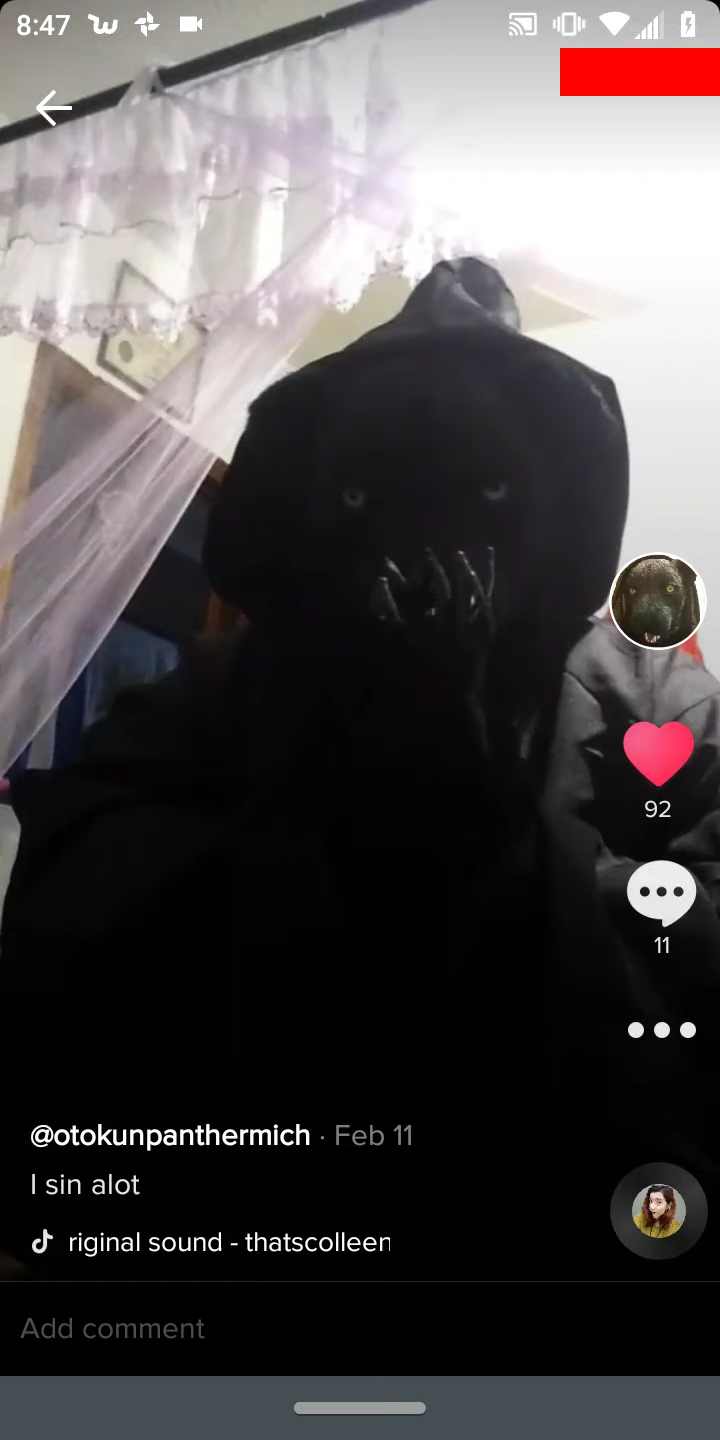 8:47
92
11
@otokunpanthermich · Feb 11
I sin alot
riginal sound - thatscolleen
Add comment